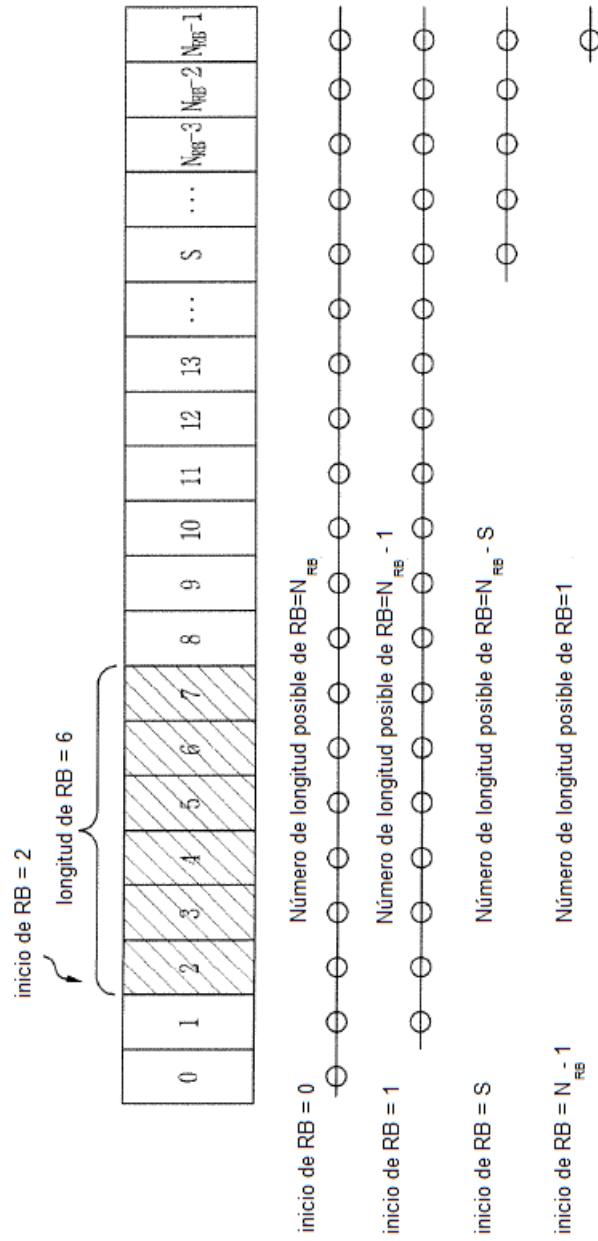 inicio de RB = 2
longitud de RB = 6
0 1 2 3 4 5 6 7 8 9 10 11 12 13 ... S ... N_RB-3 N_RB-2 N_RB-1
inicio de RB = 0
Número de longitud posible de RB=N_RB
inicio de RB = 1
Número de longitud posible de RB=N_RB - 1
inicio de RB = S
Número de longitud posible de RB=N_RB - S
inicio de RB = N_RB - 1
Número de longitud posible de RB=1